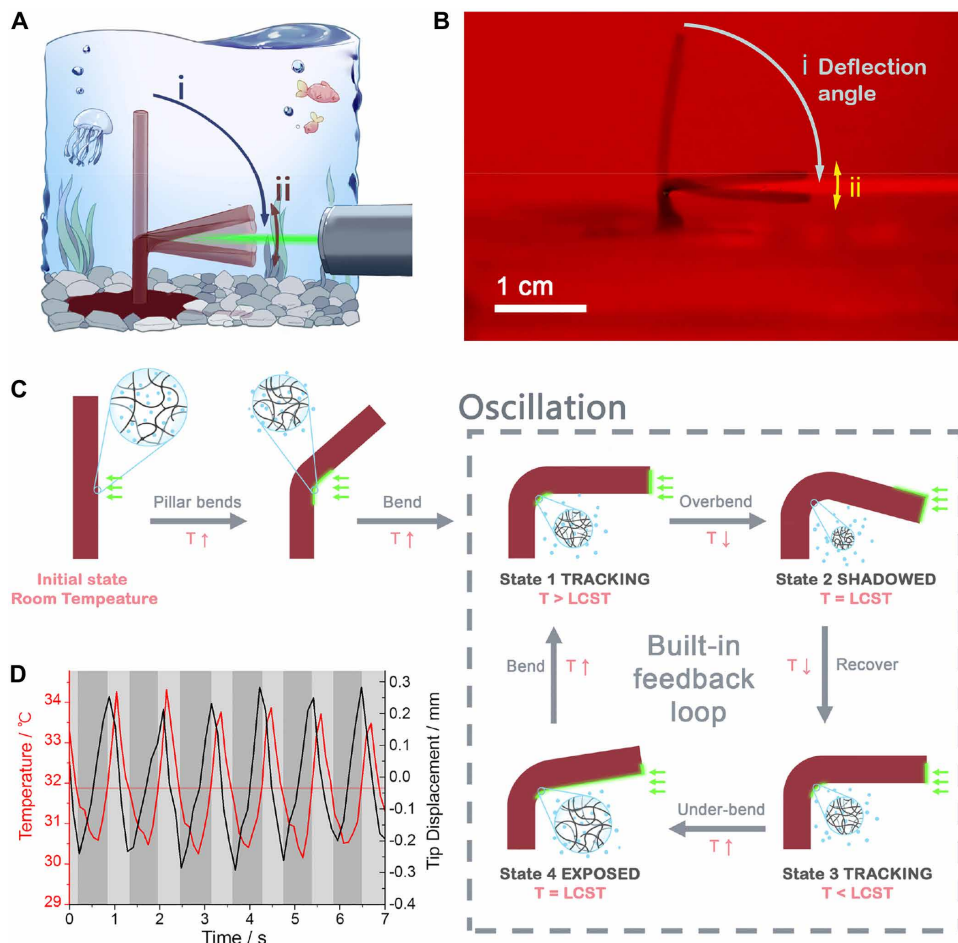 A
i
ii
B
i Deflection
angle
ii
1 cm
C
Pillar bends
T ↑
Bend
T ↑
Initial state
Room Tempeature
Oscillation
State 1 TRACKING
T > LCST
Overbend
T ↓
State 2 SHADOWED
T = LCST
Bend
T ↑
Built-in
feedback
loop
T ↓
Recover
State 4 EXPOSED
T = LCST
Under-bend
T ↑
State 3 TRACKING
T < LCST
D
Temperature / °C
34
33
32
31
30
29
0 1 2 3 4 5 6 7
Time / s
0.3
0.2
0.1
0.0
-0.1
-0.2
-0.3
-0.4
Tip Displacement / mm